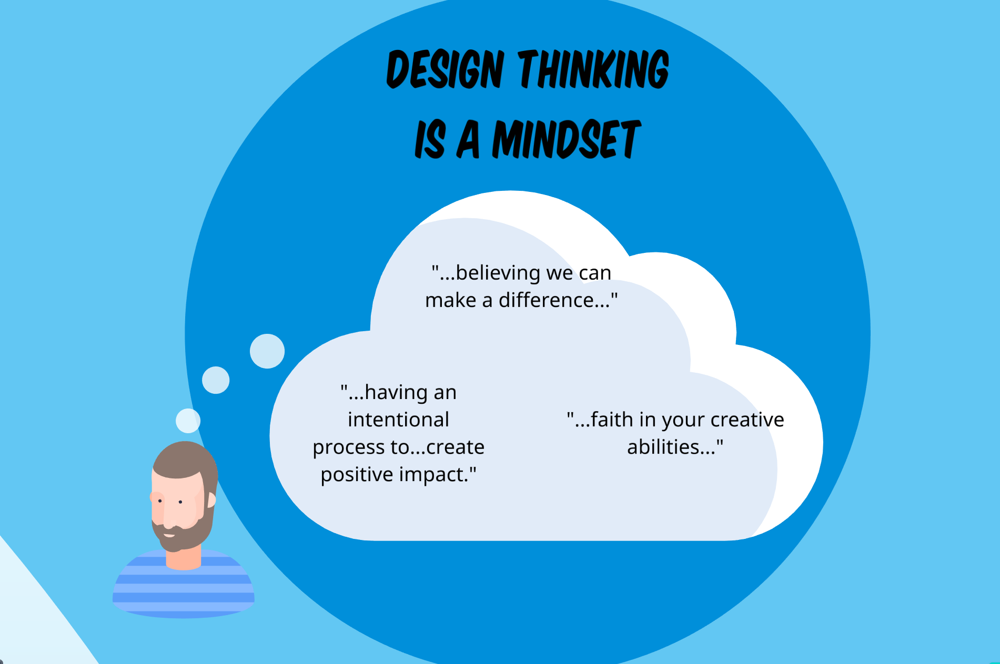 DESIGN THINKING
IS A MINDSET
"...believing we can
make a difference..."
"...having an
intentional
process to...create
positive impact."
"...faith in your creative
abilities..."